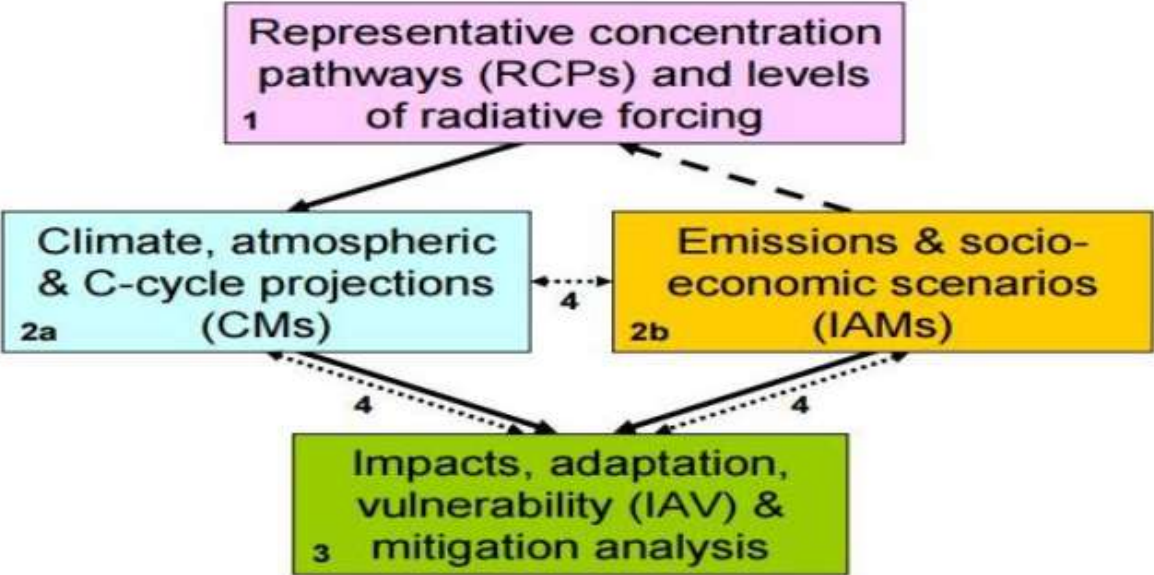 Representative concentration
pathways (RCPs) and levels
1 of radiative forcing
Climate, atmospheric
& C-cycle projections
2a (CMs)
4
Emissions & socio-
economic scenarios
2b (IAMs)
4
4
Impacts, adaptation,
vulnerability (IAV) &
3 mitigation analysis